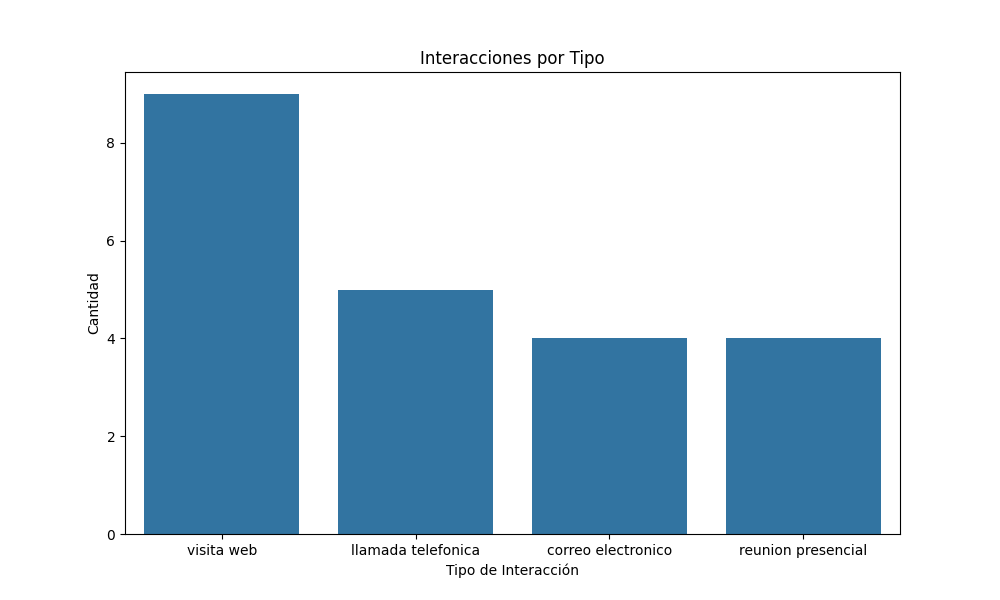 Interacciones por Tipo
8
6
4
2
0
Cantidad
visita web llamada telefonica correo electronico reunion presencial
Tipo de Interacción